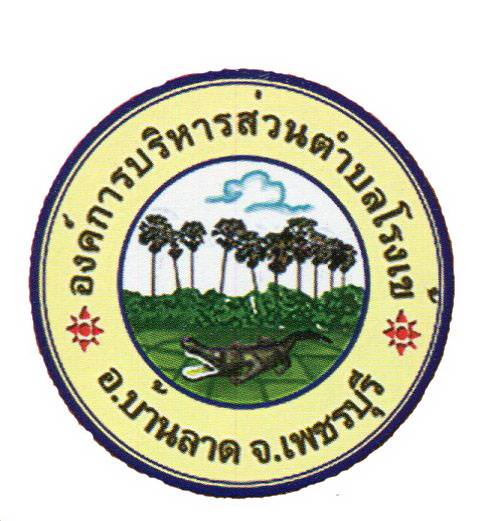 องค์การบริหารส่วนตำบลโรงเข้
อ.บ้านลาด จ.เพชรบุรี